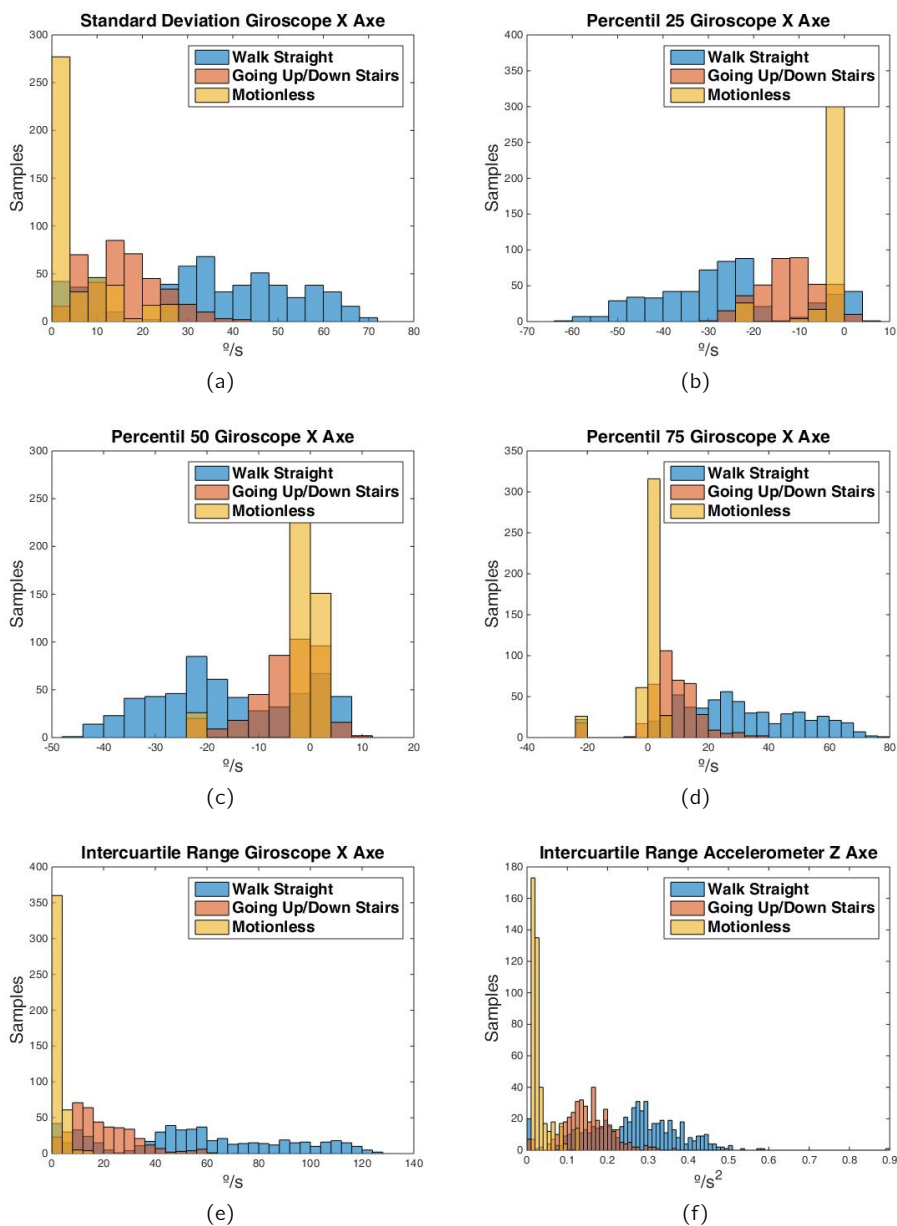 Standard Deviation Giroscope X Axe
300
250
200
150
100
50
0
Samples
Walk Straight
Going Up/Down Stairs
Motionless
0 10 20 30 40 50 60 70 80
º/s
(a)
Percentil 25 Giroscope X Axe
400
350
300
250
200
150
100
50
0
Samples
Walk Straight
Going Up/Down Stairs
Motionless
-70 -60 -50 -40 -30 -20 -10 0 10
º/s
(b)
Percentil 50 Giroscope X Axe
300
250
200
150
100
50
0
Samples
Walk Straight
Going Up/Down Stairs
Motionless
-50 -40 -30 -20 -10 0 10 20
º/s
(c)
Percentil 75 Giroscope X Axe
350
300
250
200
150
100
50
0
Samples
Walk Straight
Going Up/Down Stairs
Motionless
-40 -20 0 20 40 60 80
º/s
(d)
Intercuartile Range Giroscope X Axe
400
350
300
250
200
150
100
50
0
Samples
Walk Straight
Going Up/Down Stairs
Motionless
0 20 40 60 80 100 120 140
º/s
(e)
Intercuartile Range Accelerometer Z Axe
180
160
140
120
100
80
60
40
20
0
Samples
Walk Straight
Going Up/Down Stairs
Motionless
0 0.1 0.2 0.3 0.4 0.5 0.6 0.7 0.8 0.9
º/s²
(f)